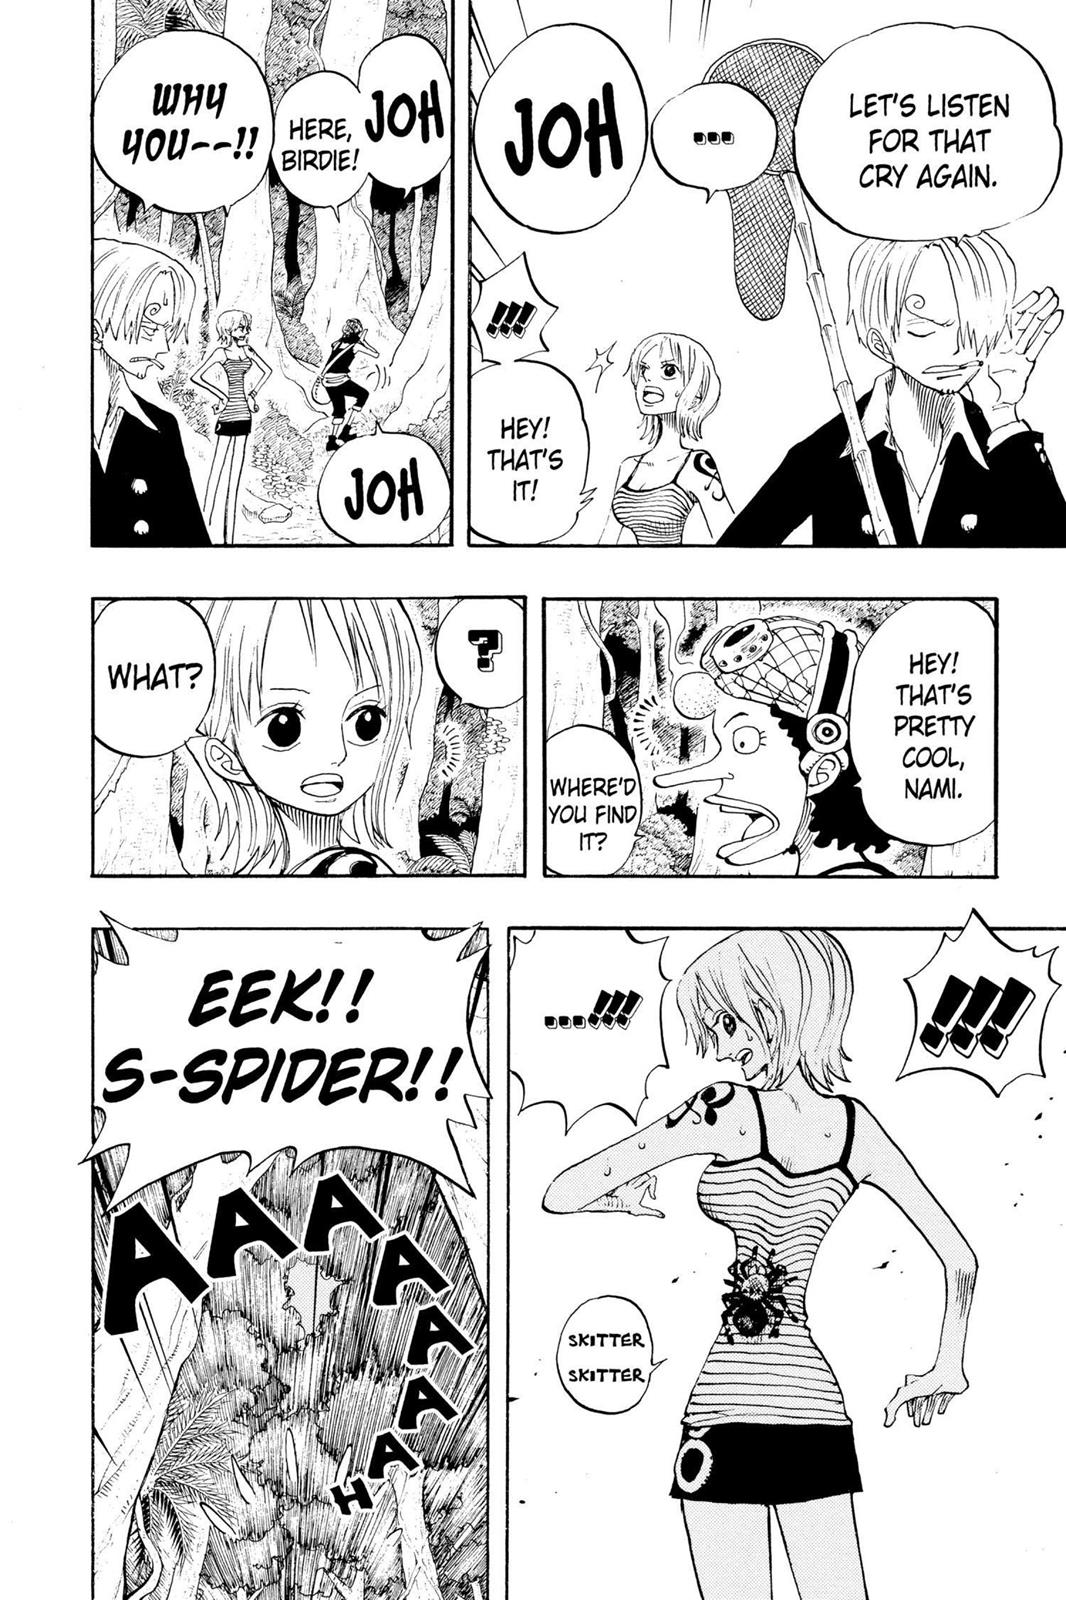 LET'S LISTEN
FOR THAT
CRY AGAIN.
...
JOH
!!!
HEY!
THAT'S
IT!
JOH
HERE,
BIRDIE!
WHY
YOU--!!
JOH
HEY!
THAT'S
PRETTY
COOL,
NAMI.
WHERE'D
YOU FIND
IT?
?
WHAT?
!!!
...!!!
SKITTER
SKITTER
EEK!!
S-SPIDER!!
AAAAAAAH